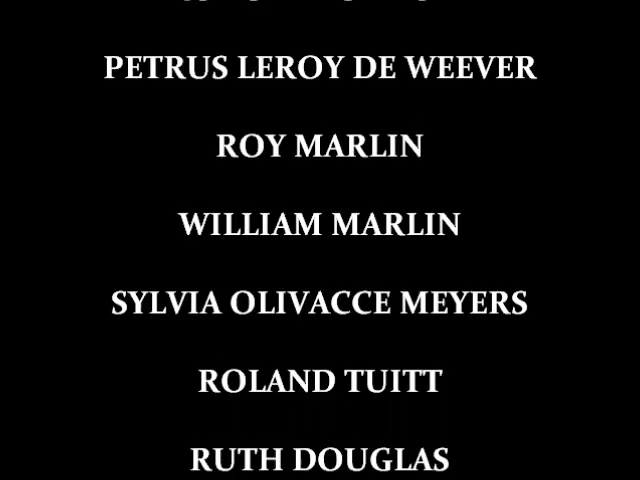 PETRUS LEROY DE WEEVER
ROY MARLIN
WILLIAM MARLIN
SYLVIA OLIVACCE MEYERS
ROLAND TUITT
RUTH DOUGLAS